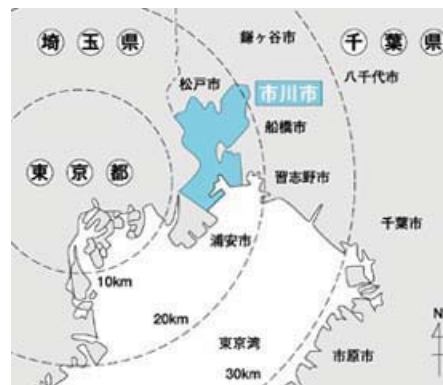 埼玉県
千葉県
鎌ヶ谷市
八千代市
松戸市
市川市
船橋市
東京都
習志野市
千葉市
浦安市
10km
20km
東京湾
30km
市原市
N